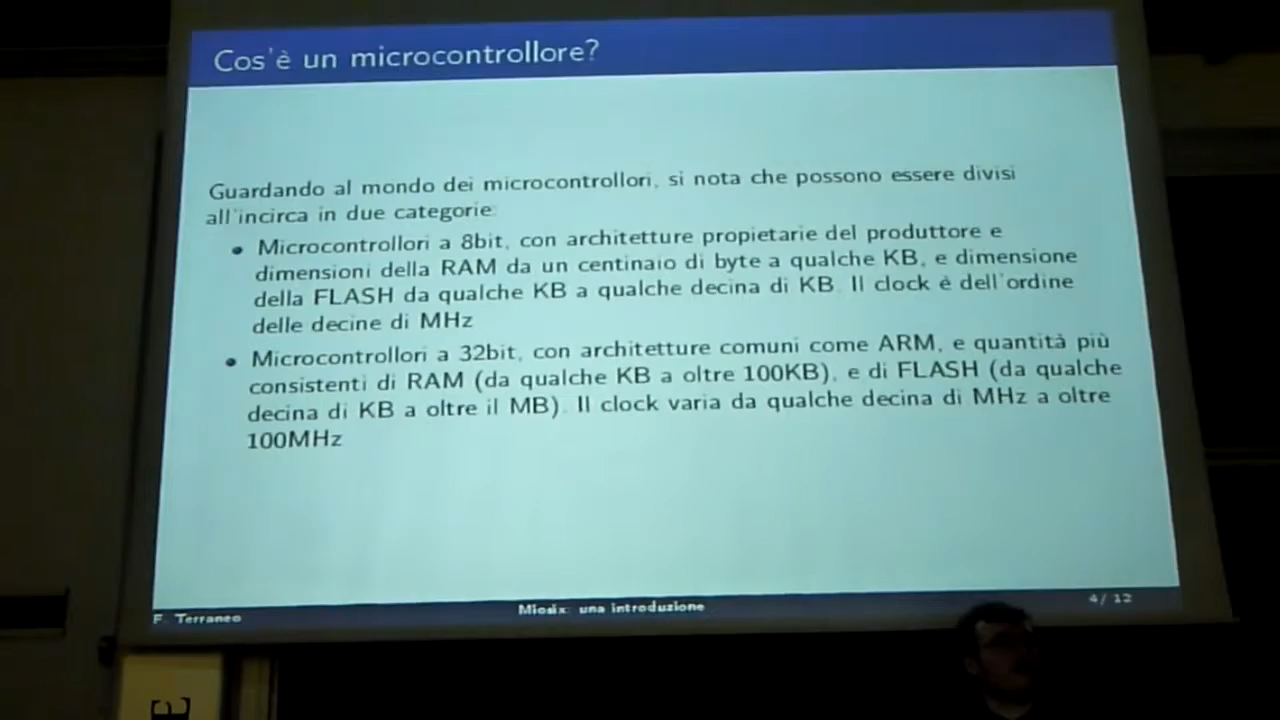 Cos'è un microcontrollore?
Guardando al mondo dei microcontrollori, si nota che possono essere divisi
all'incirca in due categorie:
Microcontrollori a 8bit, con architetture propietarie del produttore e
dimensioni della RAM da un centinaio di byte a qualche KB, e dimensione
della FLASH da qualche KB a qualche decina di KB. Il clock è dell'ordine
delle decine di MHz
Microcontrollori a 32bit, con architetture comuni come ARM, e quantità più
consistenti di RAM (da qualche KB a oltre 100KB), e di FLASH (da qualche
decina di KB a oltre il MB). Il clock varia da qualche decina di MHz a oltre
100MHz
F. Terraneo
Miosix: una introduzione
4/ 12
E